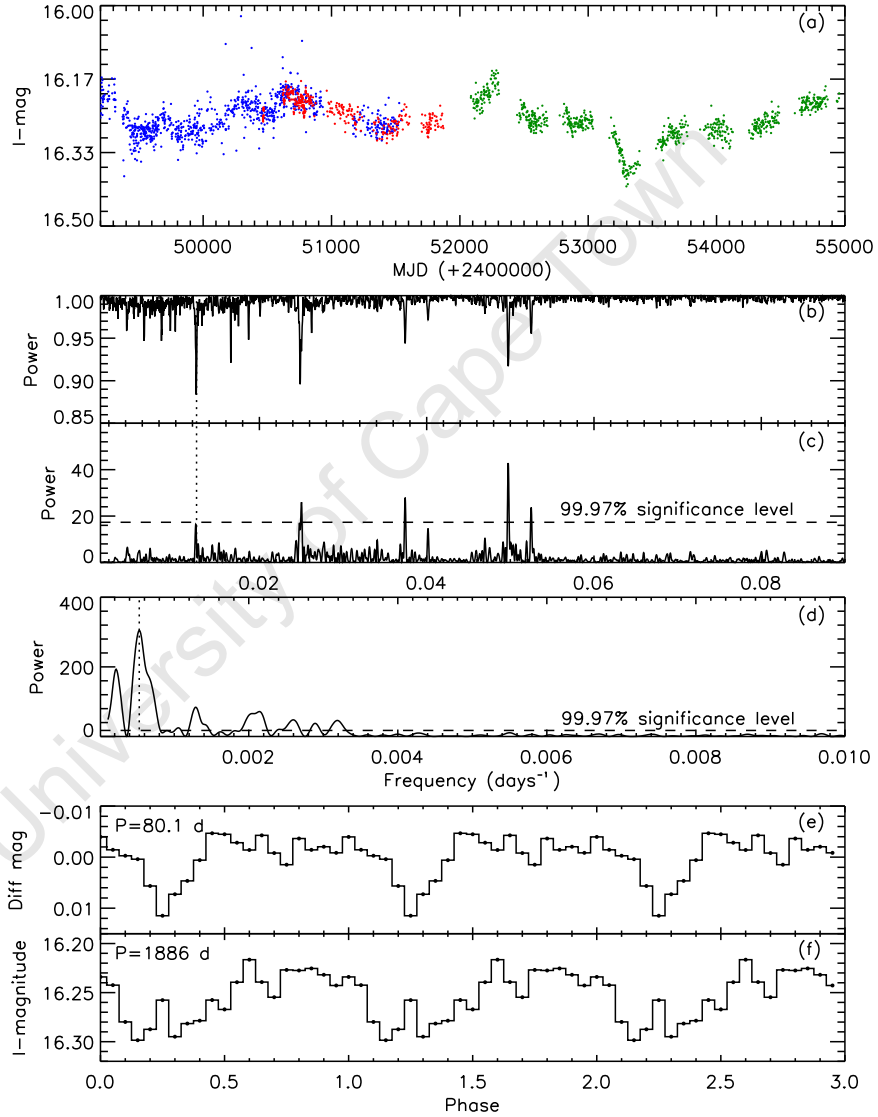 (a)
16.00
16.17
16.33
16.50
I-mag
50000 51000 52000 53000 54000 55000
MJD (+2400000)
(b)
1.00
0.95
0.90
0.85
Power
(c)
40
20
0
Power
99.97% significance level
0.02 0.04 0.06 0.08
(d)
400
200
0
Power
99.97% significance level
0.002 0.004 0.006 0.008 0.010
Frequency (days⁻¹)
(e)
P=80.1 d
-0.01
0.00
0.01
Diff mag
(f)
P=1886 d
16.20
16.25
16.30
I-magnitude
0.0 0.5 1.0 1.5 2.0 2.5 3.0
Phase
University of Cape Town